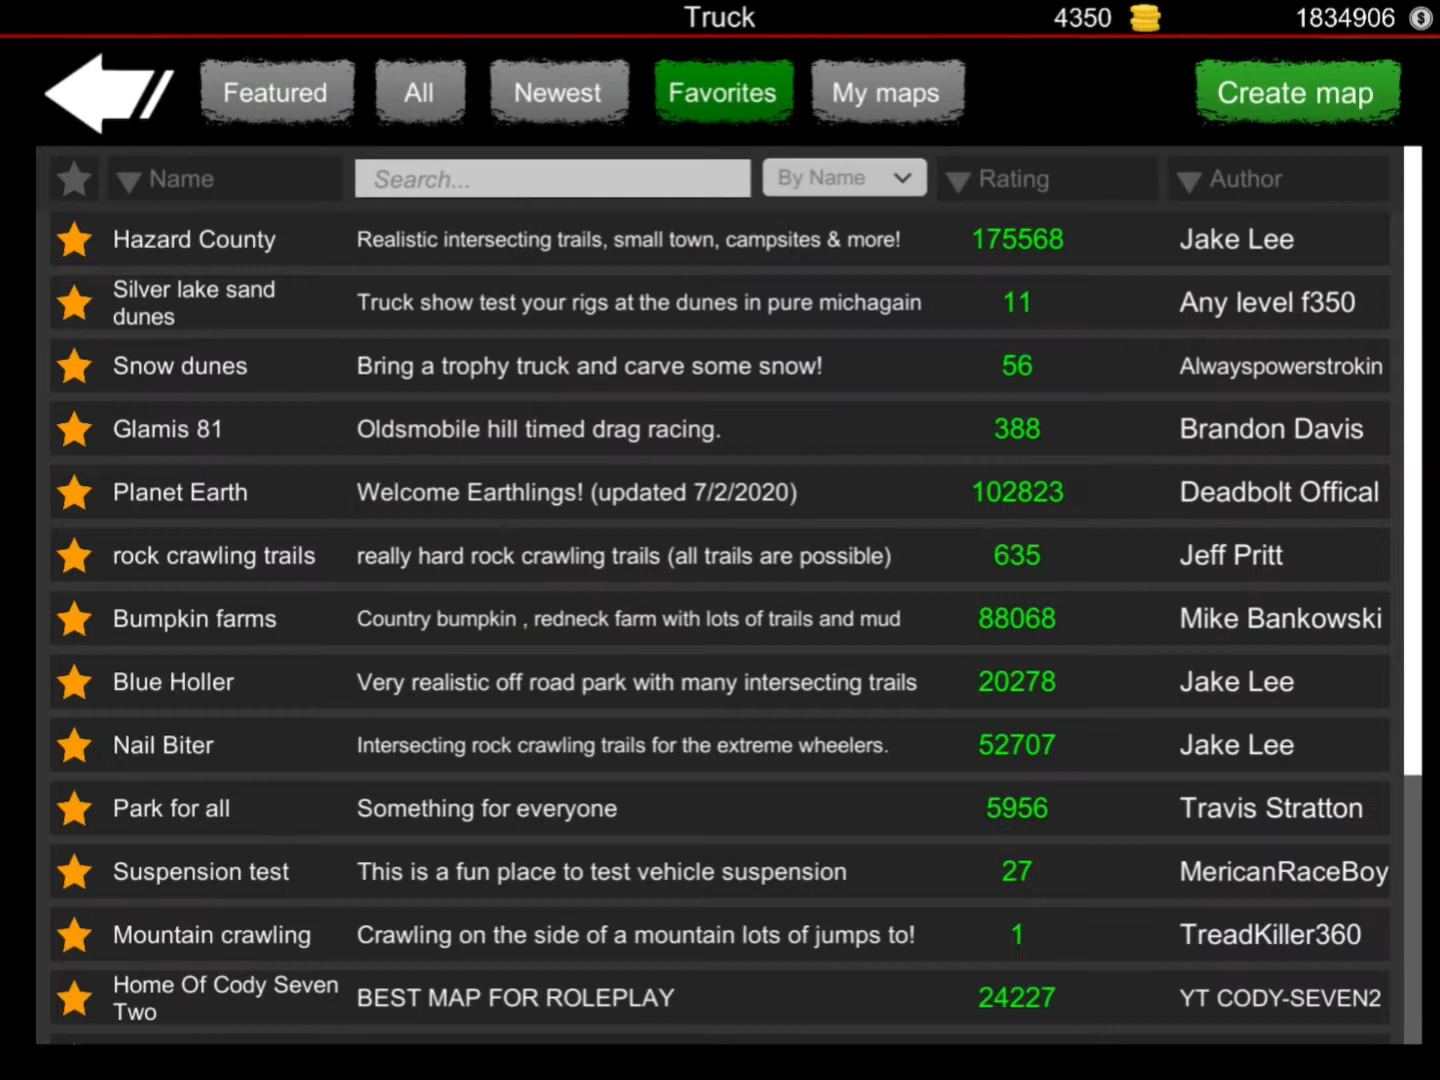 Truck 4350 1834906
Featured All Newest Favorites My maps Create map
Name Search... By Name Rating Author
Hazard County Realistic intersecting trails, small town, campsites & more! 175568 Jake Lee
Silver lake sand
dunes Truck show test your rigs at the dunes in pure michagain 11 Any level f350
Snow dunes Bring a trophy truck and carve some snow! 56 Alwayspowerstrokin
Glamis 81 Oldsmobile hill timed drag racing. 388 Brandon Davis
Planet Earth Welcome Earthlings! (updated 7/2/2020) 102823 Deadbolt Offical
rock crawling trails really hard rock crawling trails (all trails are possible) 635 Jeff Pritt
Bumpkin farms Country bumpkin , redneck farm with lots of trails and mud 88068 Mike Bankowski
Blue Holler Very realistic off road park with many intersecting trails 20278 Jake Lee
Nail Biter Intersecting rock crawling trails for the extreme wheelers. 52707 Jake Lee
Park for all Something for everyone 5956 Travis Stratton
Suspension test This is a fun place to test vehicle suspension 27 MericanRaceBoy
Mountain crawling Crawling on the side of a mountain lots of jumps to! 1 TreadKiller360
Home Of Cody Seven
Two BEST MAP FOR ROLEPLAY 24227 YT CODY-SEVEN2